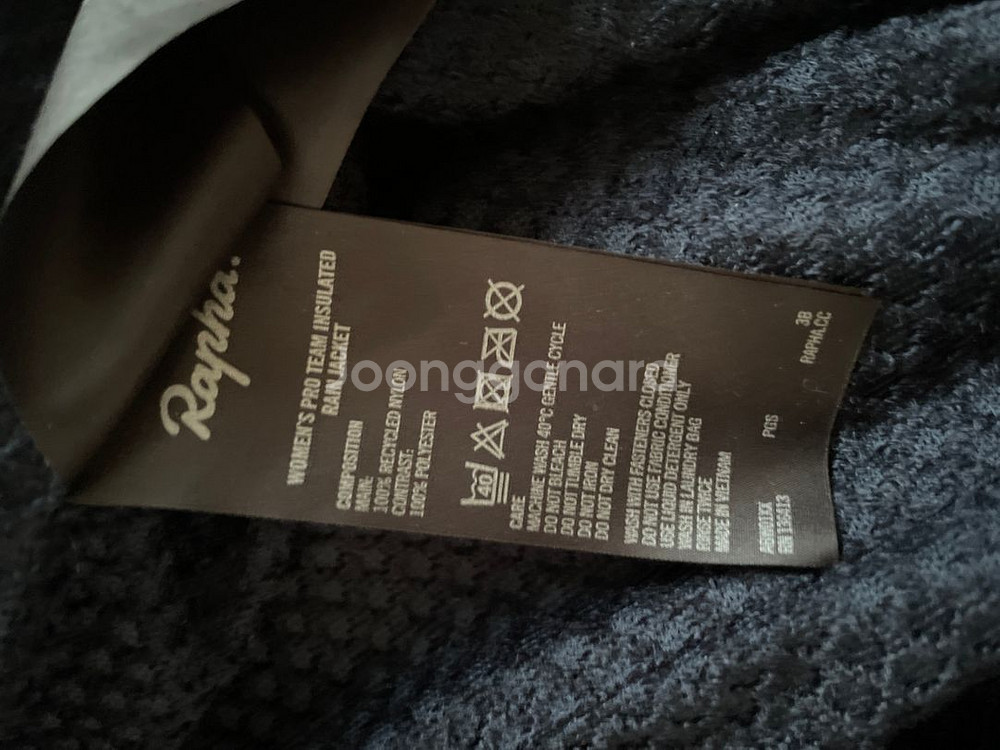 Rapha.
WOMEN'S PRO TEAM INSULATED
RAIN JACKET
COMPOSITION
MAIN:
100% RECYCLED NYLON
CONTRAST:
100% POLYESTER
40
CARE
MACHINE WASH 40°C GENTLE CYCLE
DO NOT BLEACH
DO NOT TUMBLE DRY
DO NOT IRON
DO NOT DRY CLEAN
WASH WITH FASTENERS CLOSED
DO NOT USE FABRIC CONDITIONER
USE LIQUID DETERGENT ONLY
WASH IN LAUNDRY BAG
RINSE TWICE
MADE IN VIETNAM
PGS
3B
RAPHA.CC
joonggonara